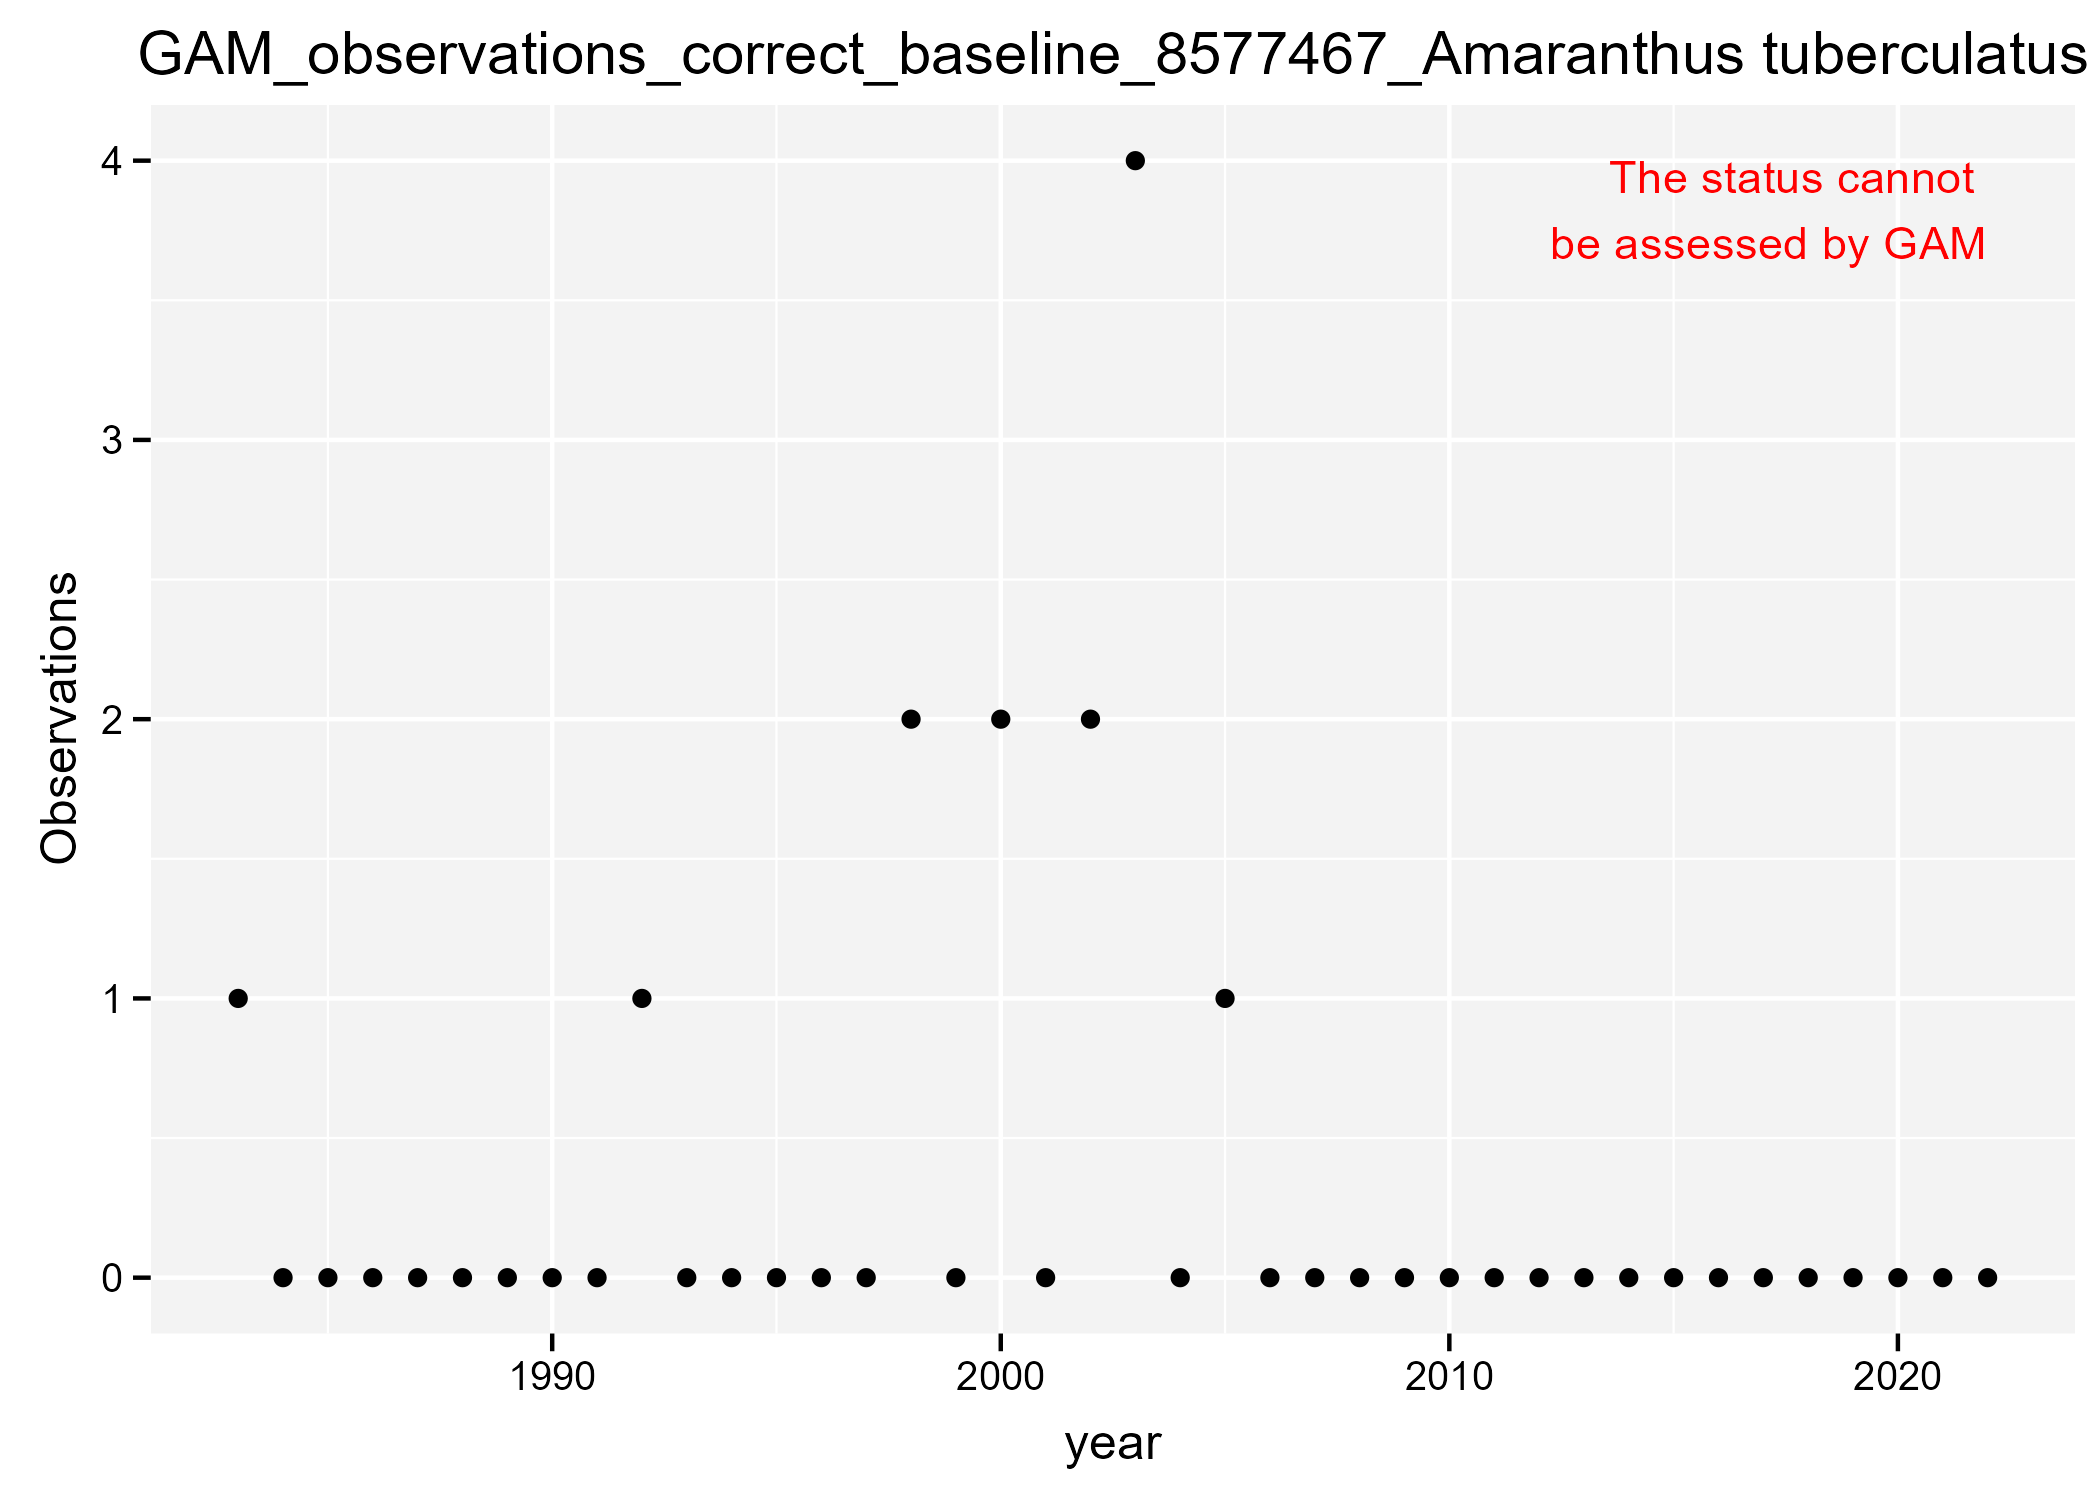 GAM_observations_correct_baseline_8577467_Amaranthus tuberculatus
4
The status cannot
be assessed by GAM
3
Observations
2
1
0
1990 2000 2010 2020
year